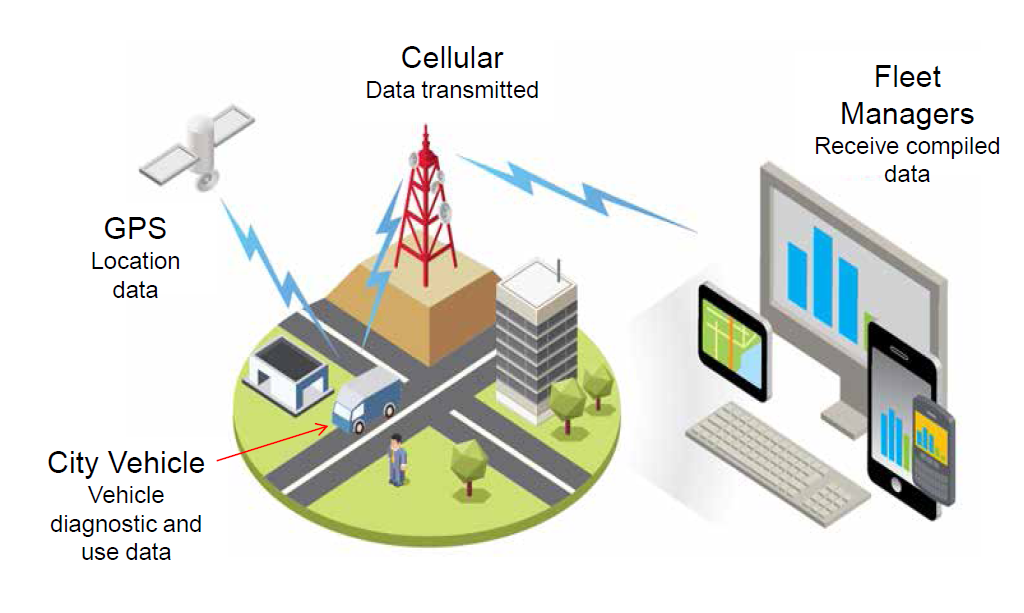 Cellular
Data transmitted
Fleet
Managers
Receive compiled
data
GPS
Location
data
City Vehicle
Vehicle
diagnostic and
use data